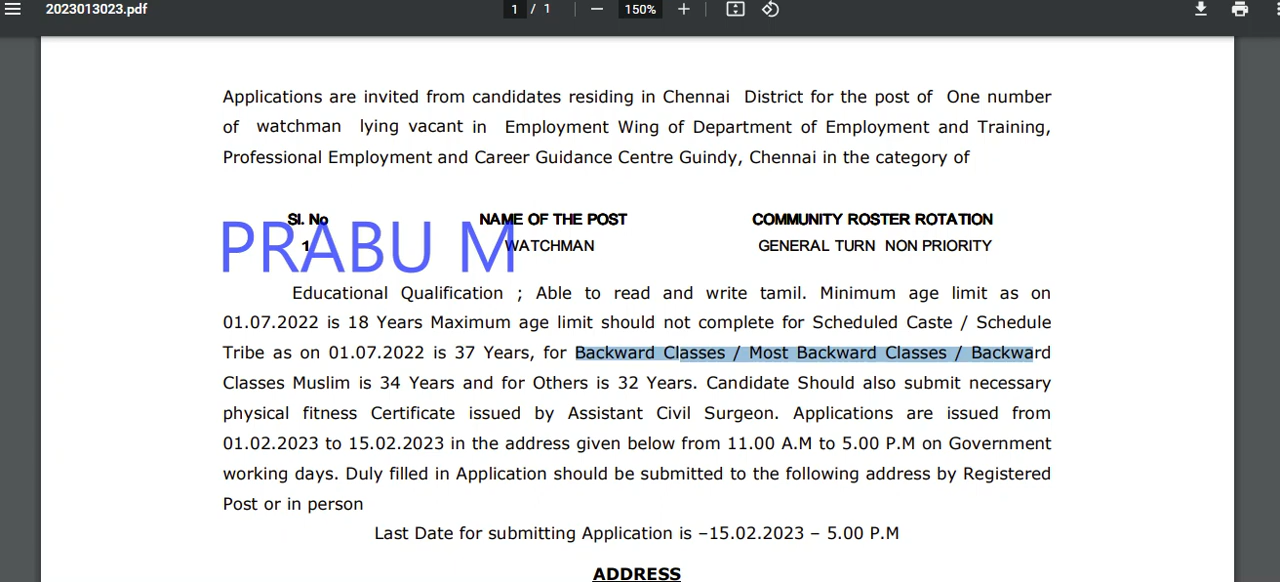 2023013023.pdf 1 / 1 150%
Applications are invited from candidates residing in Chennai District for the post of One number
of watchman lying vacant in Employment Wing of Department of Employment and Training,
Professional Employment and Career Guidance Centre Guindy, Chennai in the category of
Sl. No NAME OF THE POST COMMUNITY ROSTER ROTATION
1 WATCHMAN GENERAL TURN NON PRIORITY
PRABU M
Educational Qualification ; Able to read and write tamil. Minimum age limit as on
01.07.2022 is 18 Years Maximum age limit should not complete for Scheduled Caste / Schedule
Tribe as on 01.07.2022 is 37 Years, for Backward Classes / Most Backward Classes / Backward
Classes Muslim is 34 Years and for Others is 32 Years. Candidate Should also submit necessary
physical fitness Certificate issued by Assistant Civil Surgeon. Applications are issued from
01.02.2023 to 15.02.2023 in the address given below from 11.00 A.M to 5.00 P.M on Government
working days. Duly filled in Application should be submitted to the following address by Registered
Post or in person
Last Date for submitting Application is –15.02.2023 – 5.00 P.M
ADDRESS